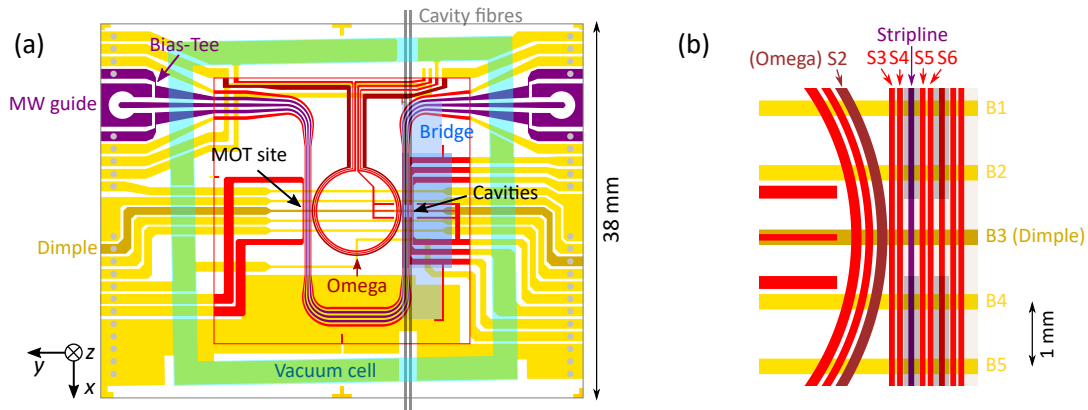 Cavity fibres
(a)
Bias-Tee
MW guide
MOT site
Bridge
Cavities
Dimple
Omega
Vacuum cell
z
y
x
38 mm
(b)
Stripline
(Omega) S2
S3 S4 S5 S6
B1
B2
B3 (Dimple)
B4
B5
1 mm